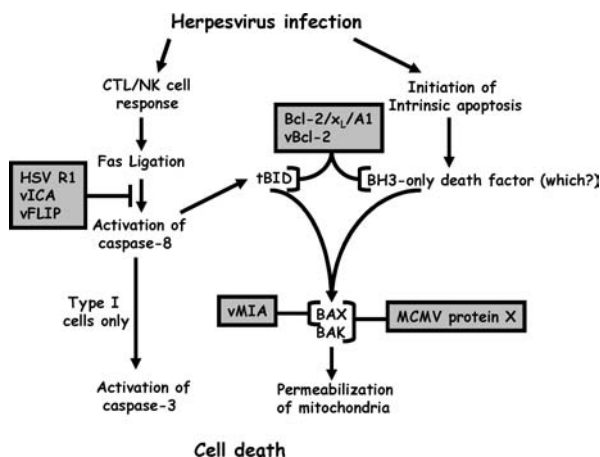 Herpesvirus infection
CTL/NK cell
response
Initiation of
Intrinsic apoptosis
Bcl-2/xL/A1
vBcl-2
Fas Ligation
HSV R1
vICA
vFLIP
tBID
BH3-only death factor (which?)
Activation of
caspase-8
Type I
cells only
vMIA
BAX
BAK
MCMV protein X
Activation of
caspase-3
Permeabilization
of mitochondria
Cell death